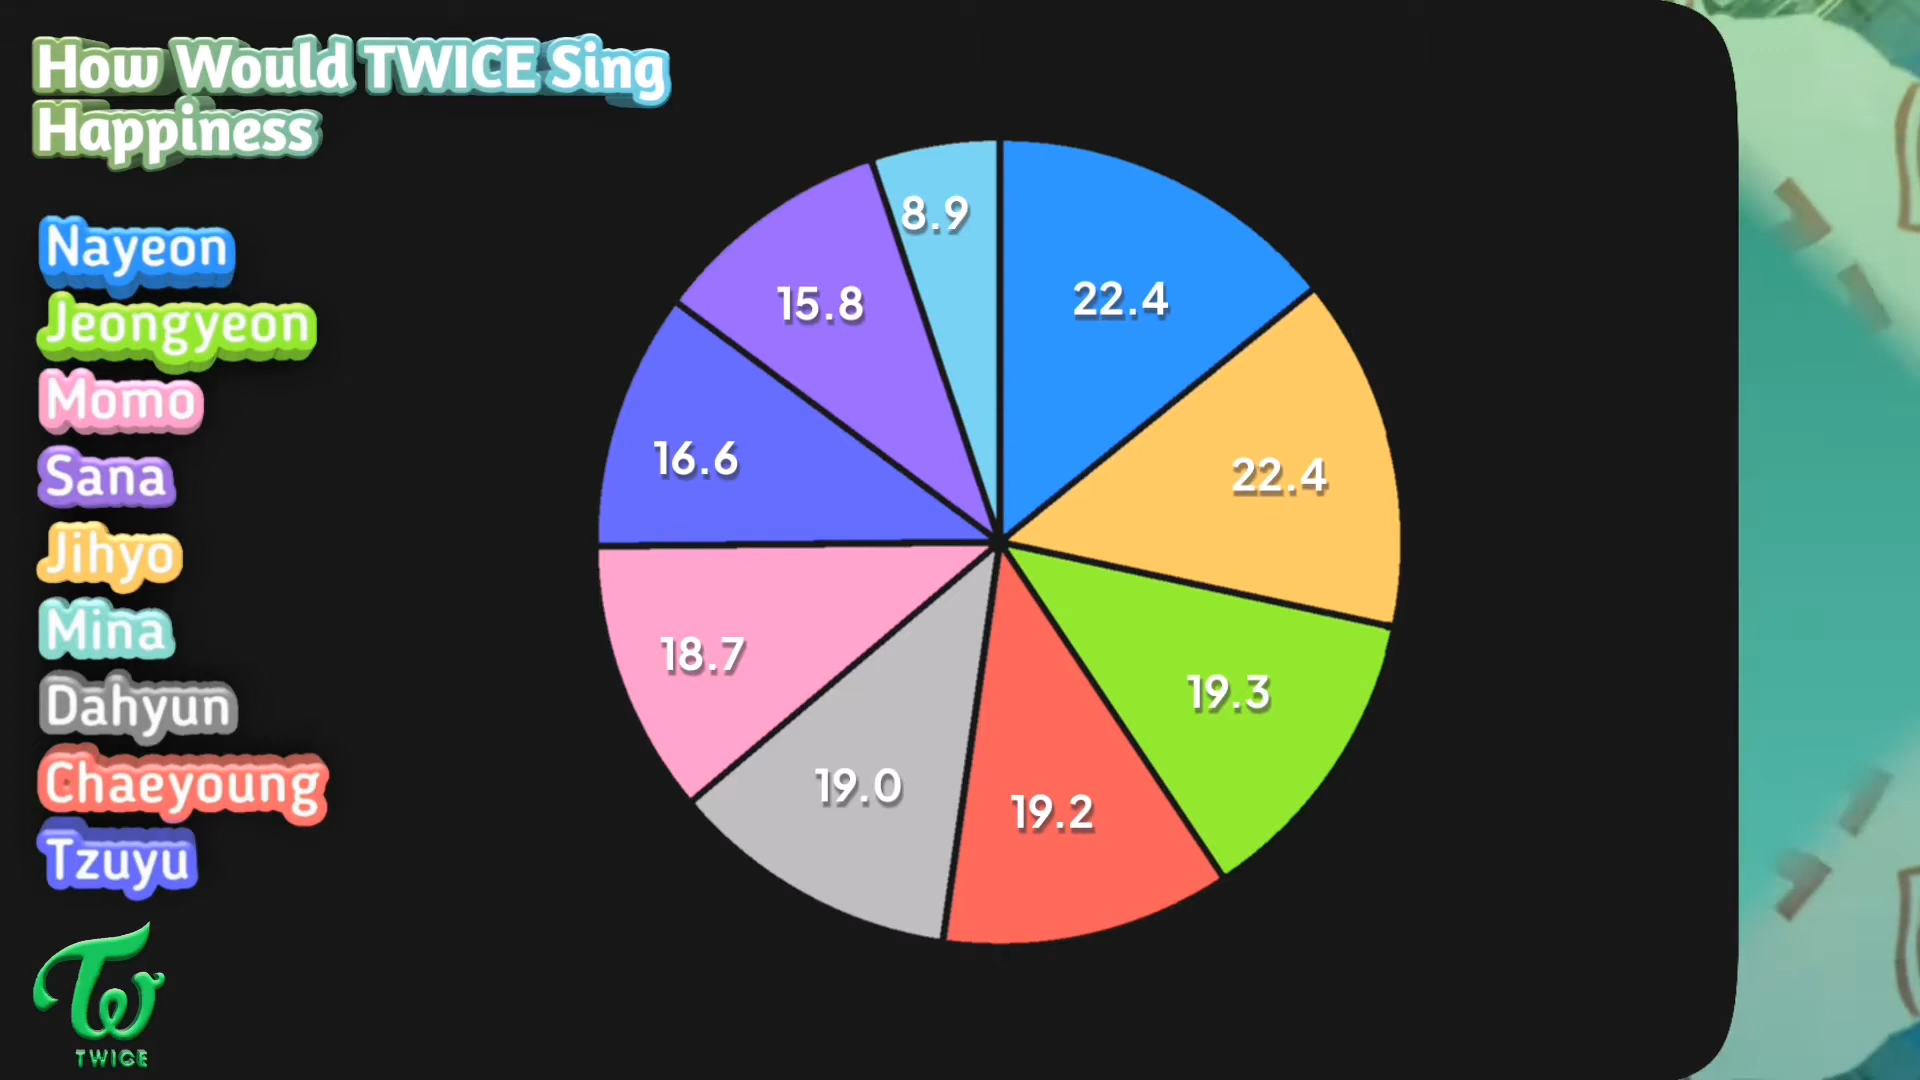 How Would TWICE Sing
Happiness
Nayeon
Jeongyeon
Momo
Sana
Jihyo
Mina
Dahyun
Chaeyoung
Tzuyu
TWICE
8.9
22.4
15.8
22.4
16.6
18.7
19.3
19.0
19.2